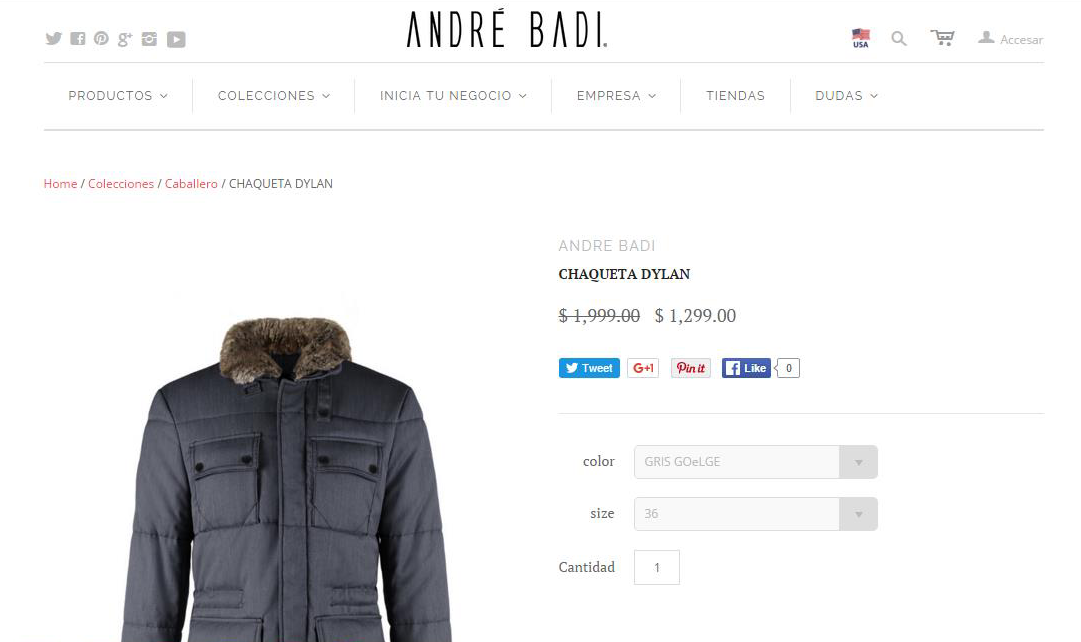 ANDRÉ BADI.
USA
Accesar
PRODUCTOS
COLECCIONES
INICIA TU NEGOCIO
EMPRESA
TIENDAS
DUDAS
Home / Colecciones / Caballero / CHAQUETA DYLAN
ANDRE BADI
CHAQUETA DYLAN
$ 1,999.00 $ 1,299.00
Tweet
G+1
Pin it
Like
0
color GRIS GOeLGE
size 36
Cantidad 1